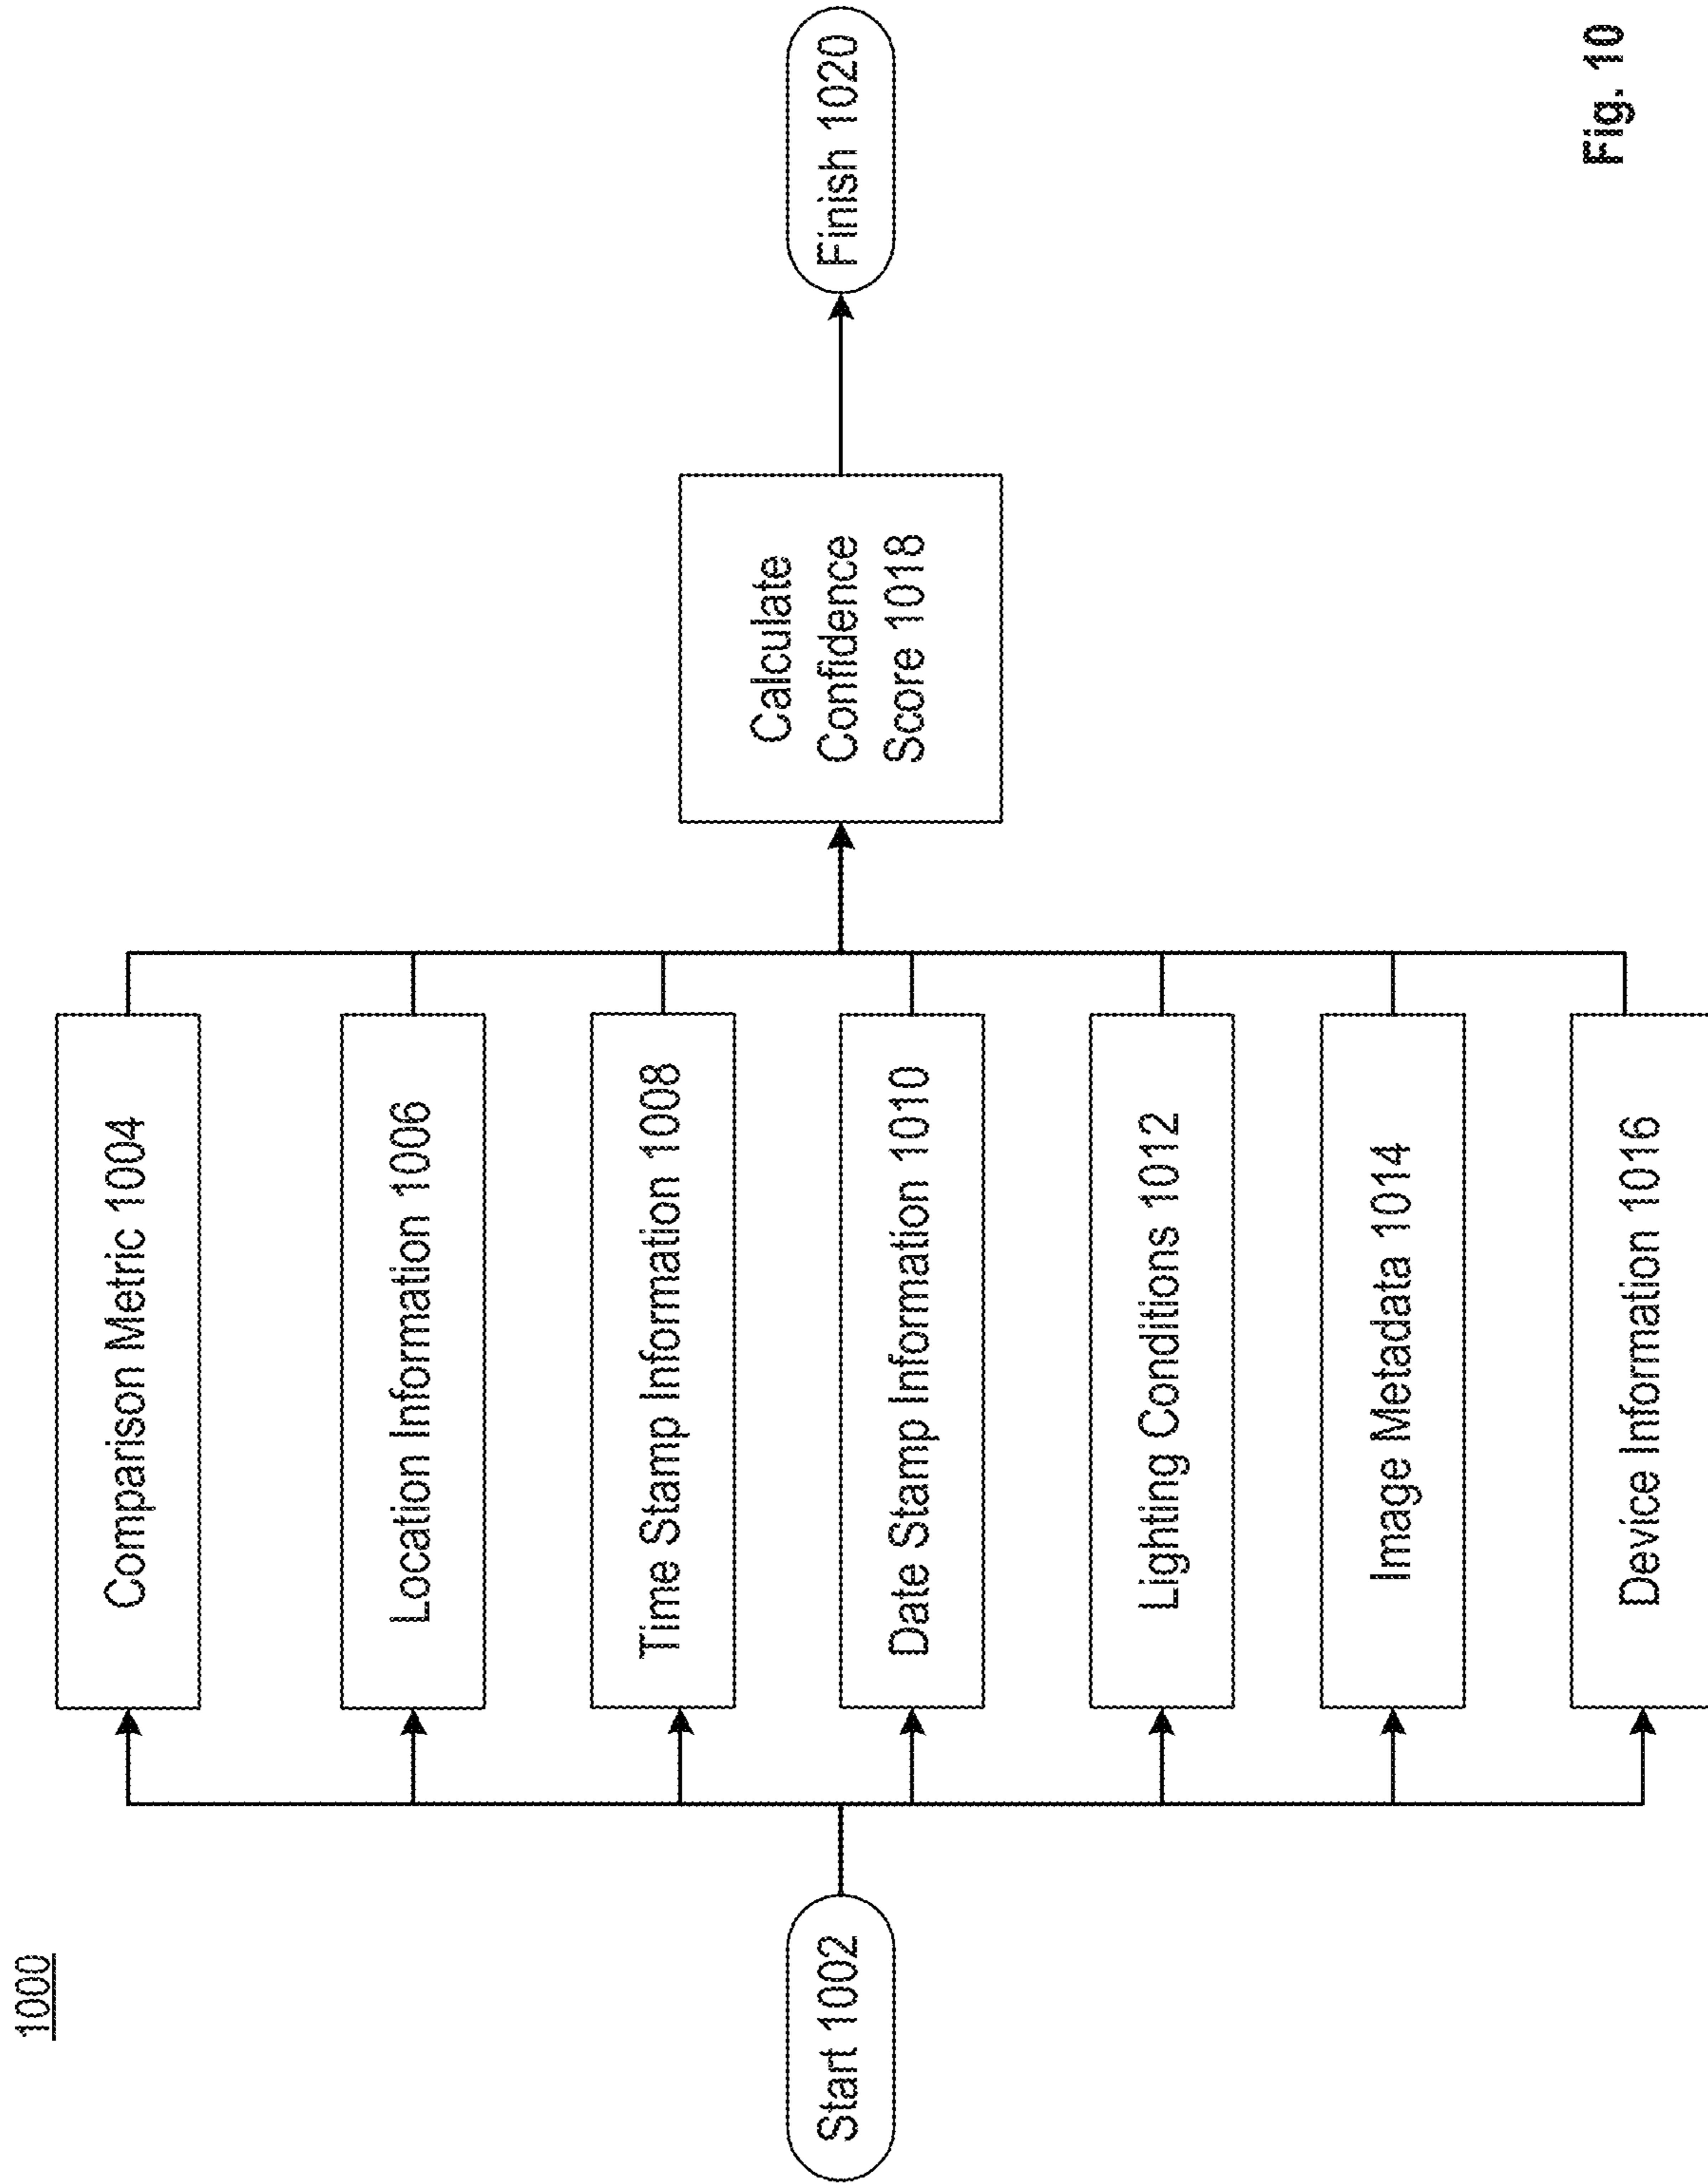 1000
Start 1002
Comparison Metric 1004
Location Information 1006
Time Stamp Information 1008
Date Stamp Information 1010
Lighting Conditions 1012
Image Metadata 1014
Device Information 1016
Calculate
Confidence
Score 1018
Finish 1020
Fig. 10